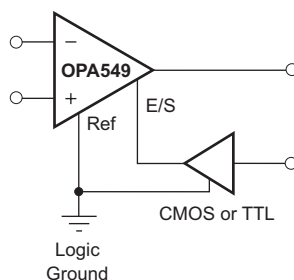 −
OPA549
+
Ref
E/S
CMOS or TTL
Logic
Ground